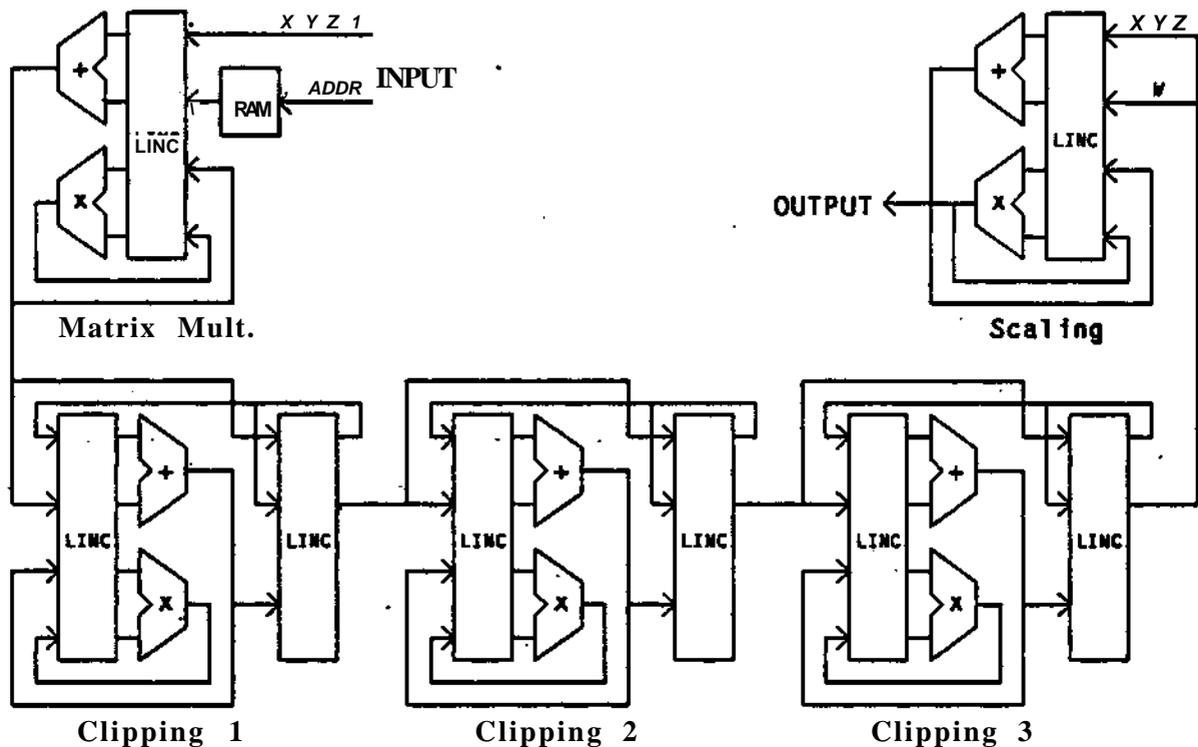 X Y Z 1
ADDR
INPUT
RAM
LINC
+
X
Matrix Mult.
X Y Z
W
LINC
+
X
OUTPUT
Scaling
LINC
+
X
LINC
Clipping 1
LINC
+
X
LINC
Clipping 2
LINC
+
X
LINC
Clipping 3